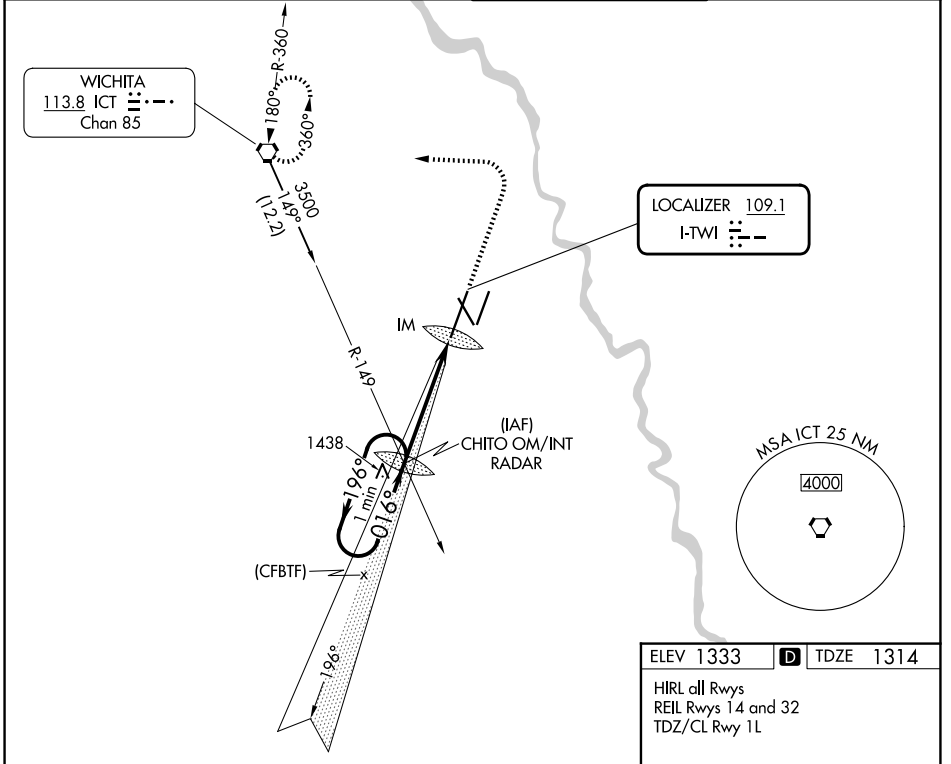 WICHITA
113.8 ICT
Chan 85
R-360
180°
360°
3500
149°
(12.2)
R-149
LOCALIZER 109.1
I-TWI
IM
(IAF)
CHITO OM/INT
RADAR
1438
196°
1 min
016°
(CFBTF)
x
196°
MSA ICT 25 NM
4000
ELEV 1333 D TDZE 1314
HIRL all Rwys
REIL Rwys 14 and 32
TDZ/CL Rwy 1L